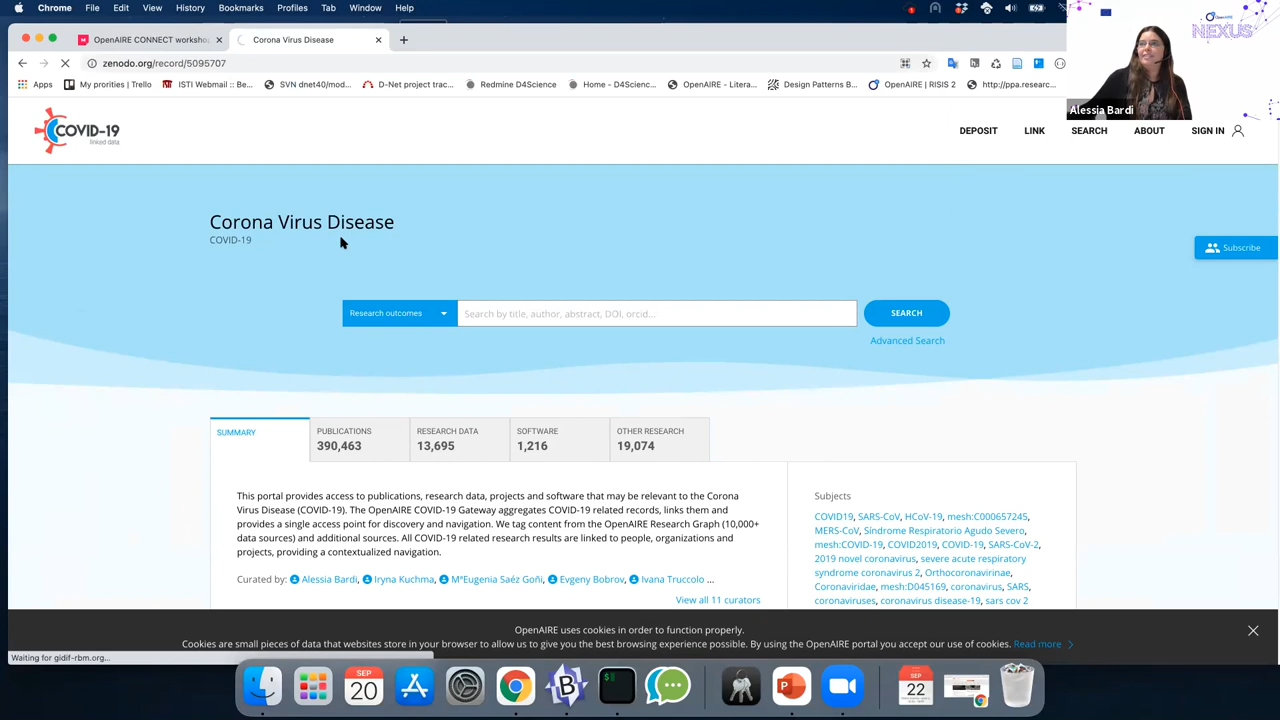 Chrome File Edit View History Bookmarks Profiles Tab Window Help
OpenAIRE
NEXUS
OpenAIRE CONNECT worksho
Corona Virus Disease
zenodo.org/record/5095707
Apps
My prorities | Trello
ISTI Webmail :: Be...
SVN dnet40/mod...
D-Net project trac...
Redmine D4Science
Home - D4Scienc...
OpenAIRE - Litera...
Design Patterns B...
OpenAIRE | RISIS 2
http://ppa.researc...
Alessia Bardi
COVID-19
linked data
DEPOSIT LINK SEARCH ABOUT SIGN IN
Corona Virus Disease
COVID-19
Subscribe
Research outcomes
Search by title, author, abstract, DOI, orcid...
SEARCH
Advanced Search
SUMMARY
PUBLICATIONS
390,463
RESEARCH DATA
13,695
SOFTWARE
1,216
OTHER RESEARCH
19,074
This portal provides access to publications, research data, projects and software that may be relevant to the Corona
Virus Disease (COVID-19). The OpenAIRE COVID-19 Gateway aggregates COVID-19 related records, links them and
provides a single access point for discovery and navigation. We tag content from the OpenAIRE Research Graph (10,000+
data sources) and additional sources. All COVID-19 related research results are linked to people, organizations and
projects, providing a contextualized navigation.
Curated by: Alessia Bardi, Iryna Kuchma, MªEugenia Saéz Goñi, Evgeny Bobrov, Ivana Truccolo ...
View all 11 curators
Subjects
COVID19, SARS-CoV, HCoV-19, mesh:C000657245,
MERS-CoV, Síndrome Respiratorio Agudo Severo,
mesh:COVID-19, COVID2019, COVID-19, SARS-CoV-2,
2019 novel coronavirus, severe acute respiratory
syndrome coronavirus 2, Orthocoronavirinae,
Coronaviridae, mesh:D045169, coronavirus, SARS,
coronaviruses, coronavirus disease-19, sars cov 2
OpenAIRE uses cookies in order to function properly.
Cookies are small pieces of data that websites store in your browser to allow us to give you the best browsing experience possible. By using the OpenAIRE portal you accept our use of cookies. Read more
Waiting for gidif-rbm.org...
SEP
20
SEP
22